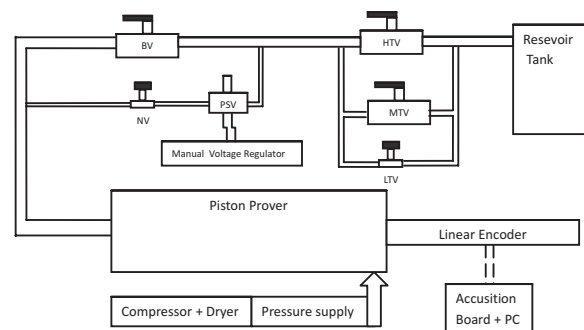 BV
HTV
Resevoir
Tank
NV
PSV
MTV
Manual Voltage Regulator
LTV
Piston Prover
Linear Encoder
Compressor + Dryer
Pressure supply
Accusition
Board + PC